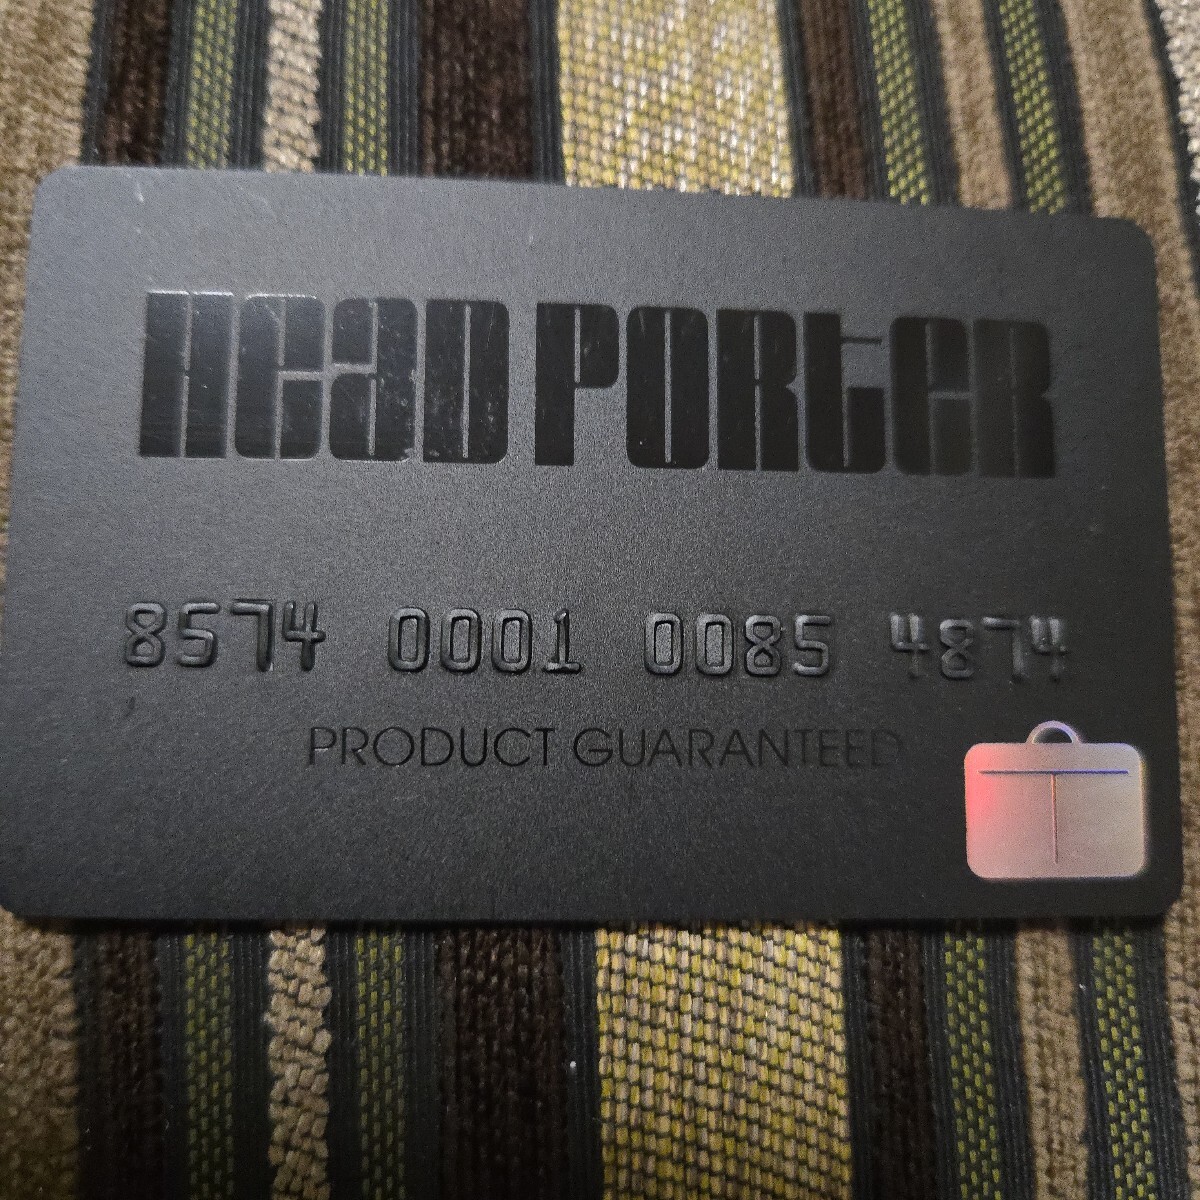 HEAD PORTER
8574 0001 0085 4874
PRODUCT GUARANTEED